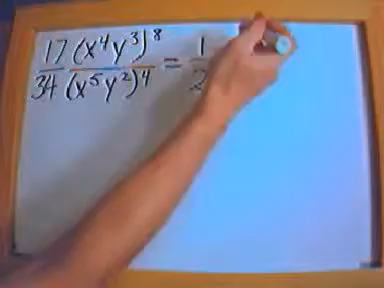 17 (x⁴y³)⁸ = 1
34 (x⁵y²)⁴ 2